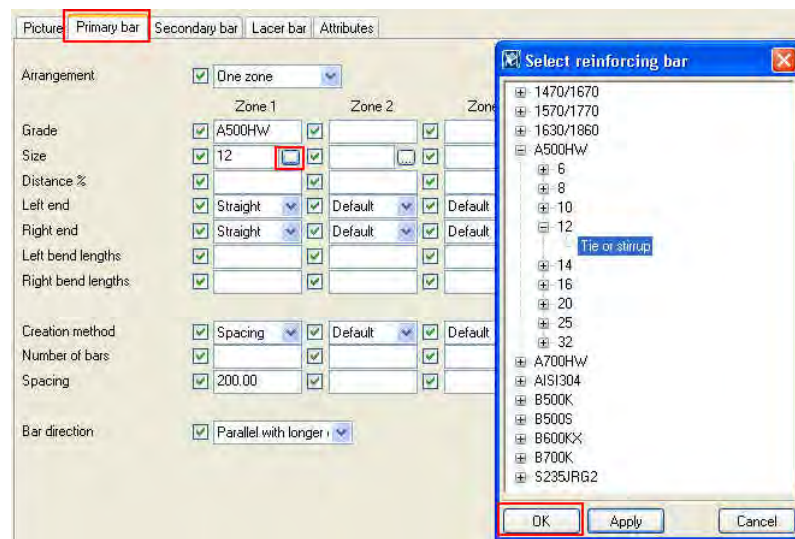 Picture Primary bar Secondary bar Lacer bar Attributes
Arrangement One zone
Zone 1 Zone 2
Grade A500HW
Size 12 ...
Distance %
Left end Straight Default Default
Right end Straight Default Default
Left bend lengths
Right bend lengths
Creation method Spacing Default Default
Number of bars
Spacing 200.00
Bar direction Parallel with longer
Select reinforcing bar
1470/1670
1570/1770
1630/1860
A500HW
6
8
10
12
Tie or stirrup
14
16
20
25
32
A700HW
AISI304
B500K
B500S
B600KX
B700K
S235JRG2
OK Apply Cancel